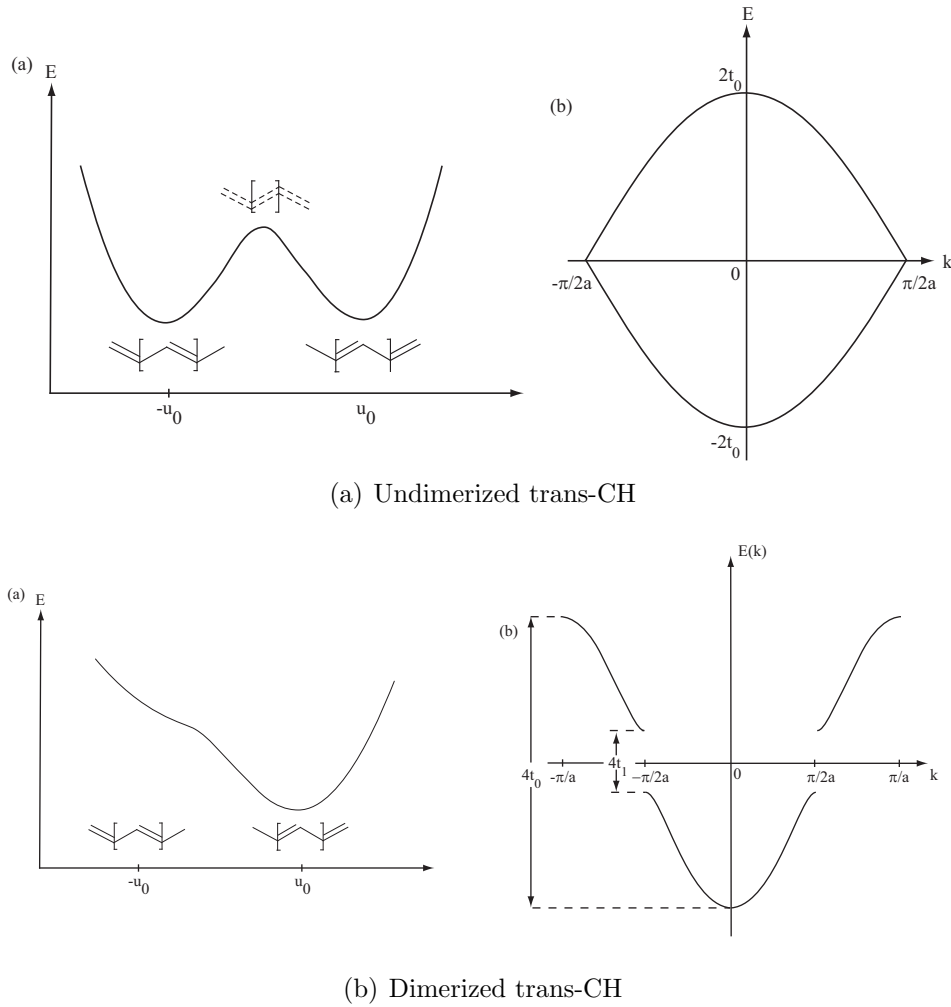 (a)
E
-u₀
u₀
(b)
E
2t₀
0
k
-π/2a
π/2a
-2t₀
(a) Undimerized trans-CH
(a)
E
-u₀
u₀
E(k)
(b)
4t₀
4t₁
-π/a
−π/2a
0
π/2a
π/a
k
(b) Dimerized trans-CH